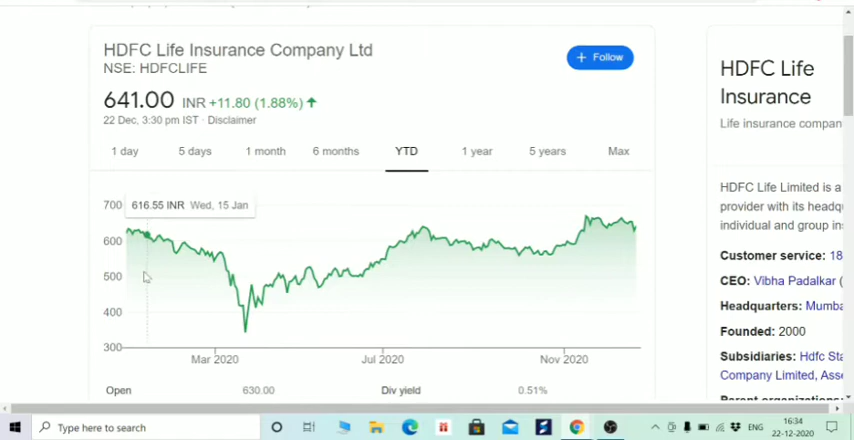 HDFC Life Insurance Company Ltd
NSE: HDFCLIFE
+ Follow
641.00 INR +11.80 (1.88%)
22 Dec, 3:30 pm IST · Disclaimer
1 day 5 days 1 month 6 months YTD 1 year 5 years Max
616.55 INR Wed, 15 Jan
700
600
500
400
300
Mar 2020 Jul 2020 Nov 2020
Open 630.00 Div yield 0.51%
HDFC Life
Insurance
Life insurance compan
HDFC Life Limited is a
provider with its headq
individual and group in
Customer service: 18
CEO: Vibha Padalkar (
Headquarters: Mumba
Founded: 2000
Subsidiaries: Hdfc Sta
Company Limited, Asse
Type here to search
ENG
16:34
22-12-2020